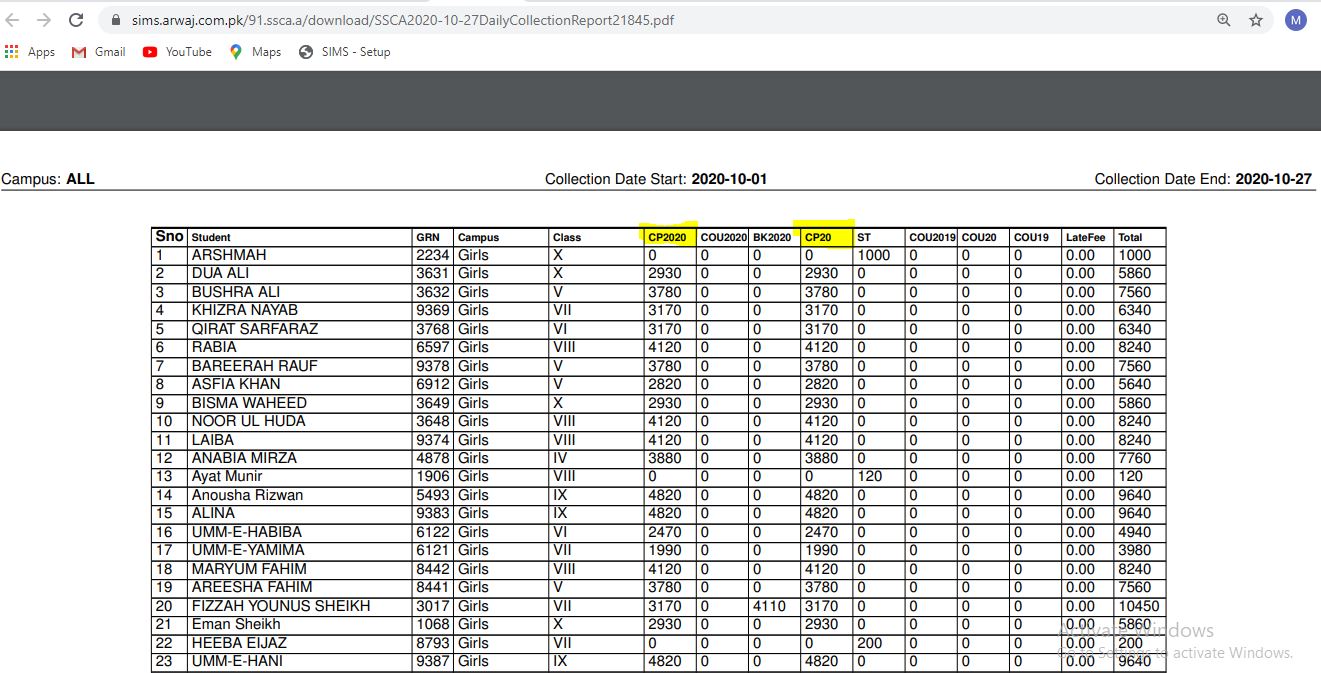 sims.arwaj.com.pk/91.ssca.a/download/SSCA2020-10-27DailyCollectionReport21845.pdf M
Apps Gmail YouTube Maps SIMS - Setup
Campus: ALL Collection Date Start: 2020-10-01 Collection Date End: 2020-10-27
Sno Student GRN Campus Class CP2020 COU2020 BK2020 CP20 ST COU2019 COU20 COU19 LateFee Total
1 ARSHMAH 2234 Girls X 0 0 0 0 1000 0 0 0 0.00 1000
2 DUA ALI 3631 Girls X 2930 0 0 2930 0 0 0 0 0.00 5860
3 BUSHRA ALI 3632 Girls V 3780 0 0 3780 0 0 0 0 0.00 7560
4 KHIZRA NAYAB 9369 Girls VII 3170 0 0 3170 0 0 0 0 0.00 6340
5 QIRAT SARFARAZ 3768 Girls VI 3170 0 0 3170 0 0 0 0 0.00 6340
6 RABIA 6597 Girls VIII 4120 0 0 4120 0 0 0 0 0.00 8240
7 BAREERAH RAUF 9378 Girls V 3780 0 0 3780 0 0 0 0 0.00 7560
8 ASFIA KHAN 6912 Girls V 2820 0 0 2820 0 0 0 0 0.00 5640
9 BISMA WAHEED 3649 Girls X 2930 0 0 2930 0 0 0 0 0.00 5860
10 NOOR UL HUDA 3648 Girls VIII 4120 0 0 4120 0 0 0 0 0.00 8240
11 LAIBA 9374 Girls VIII 4120 0 0 4120 0 0 0 0 0.00 8240
12 ANABIA MIRZA 4878 Girls IV 3880 0 0 3880 0 0 0 0 0.00 7760
13 Ayat Munir 1906 Girls VIII 0 0 0 0 120 0 0 0 0.00 120
14 Anousha Rizwan 5493 Girls IX 4820 0 0 4820 0 0 0 0 0.00 9640
15 ALINA 9383 Girls IX 4820 0 0 4820 0 0 0 0 0.00 9640
16 UMM-E-HABIBA 6122 Girls VI 2470 0 0 2470 0 0 0 0 0.00 4940
17 UMM-E-YAMIMA 6121 Girls VII 1990 0 0 1990 0 0 0 0 0.00 3980
18 MARYUM FAHIM 8442 Girls VIII 4120 0 0 4120 0 0 0 0 0.00 8240
19 AREESHA FAHIM 8441 Girls V 3780 0 0 3780 0 0 0 0 0.00 7560
20 FIZZAH YOUNUS SHEIKH 3017 Girls VII 3170 0 4110 3170 0 0 0 0 0.00 10450
21 Eman Sheikh 1068 Girls X 2930 0 0 2930 0 0 0 0 0.00 5860
Activate Windows
22 HEEBA EIJAZ 8793 Girls VII 0 0 0 0 200 0 0 0 0.00 200
Go to Settings to activate Windows.
23 UMM-E-HANI 9387 Girls IX 4820 0 0 4820 0 0 0 0 0.00 9640